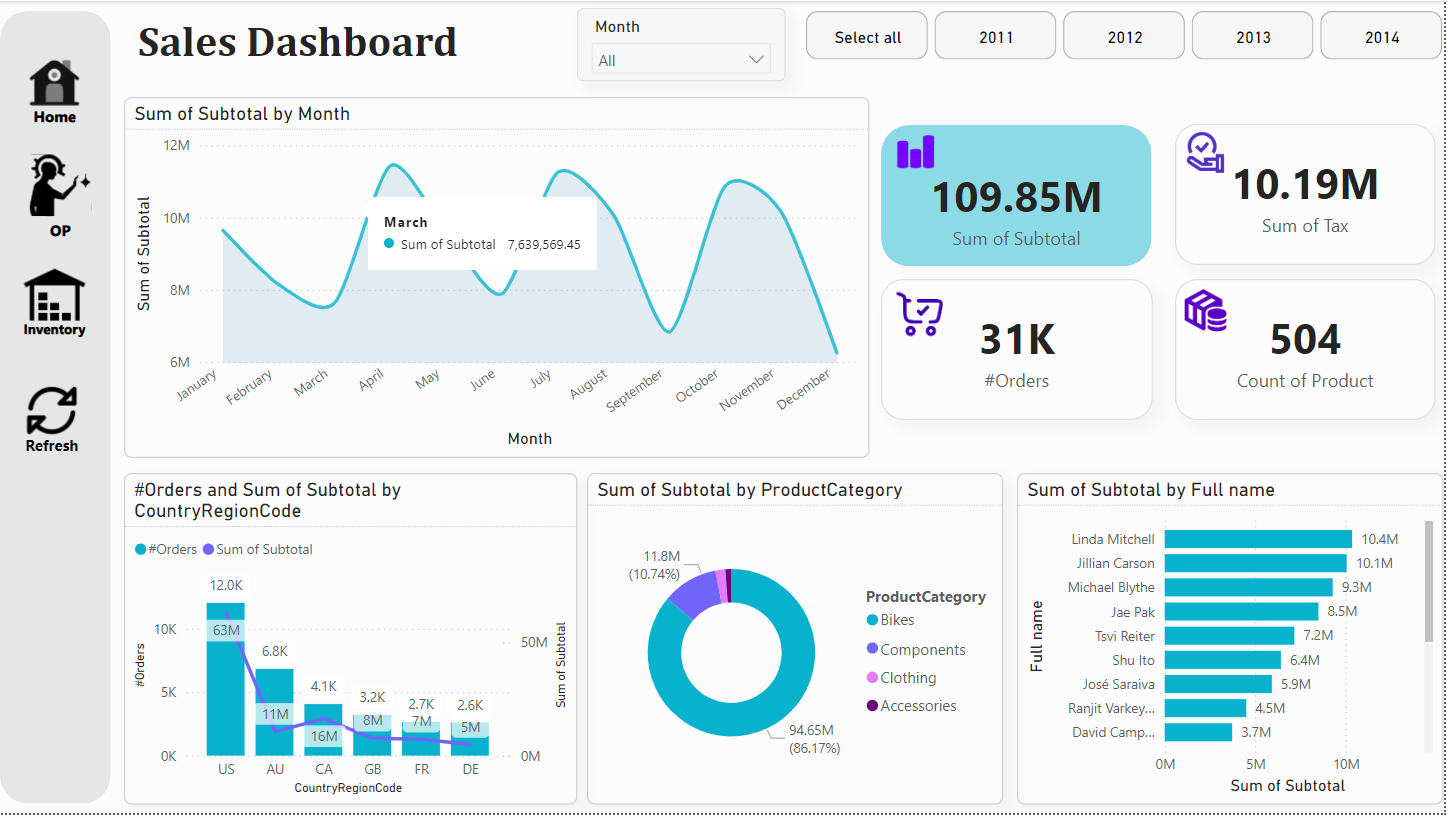 Sales Dashboard
Month
All
Select all
2011
2012
2013
2014
Home
OP
Inventory
Refresh
Sum of Subtotal by Month
12M
10M
8M
6M
Sum of Subtotal
March
Sum of Subtotal 7,639,569.45
January
February
March
April
May
June
July
August
September
October
November
December
Month
109.85M
Sum of Subtotal
10.19M
Sum of Tax
31K
#Orders
504
Count of Product
#Orders and Sum of Subtotal by
CountryRegionCode
#Orders Sum of Subtotal
12.0K
6.8K
4.1K
3.2K
2.7K
2.6K
63M
11M
16M
8M
7M
5M
10K
5K
0K
#Orders
50M
0M
Sum of Subtotal
US
AU
CA
GB
FR
DE
CountryRegionCode
Sum of Subtotal by ProductCategory
11.8M
(10.74%)
94.65M
(86.17%)
ProductCategory
Bikes
Components
Clothing
Accessories
Sum of Subtotal by Full name
Full name
Linda Mitchell 10.4M
Jillian Carson 10.1M
Michael Blythe 9.3M
Jae Pak 8.5M
Tsvi Reiter 7.2M
Shu Ito 6.4M
José Saraiva 5.9M
Ranjit Varkey... 4.5M
David Camp... 3.7M
0M
5M
10M
Sum of Subtotal